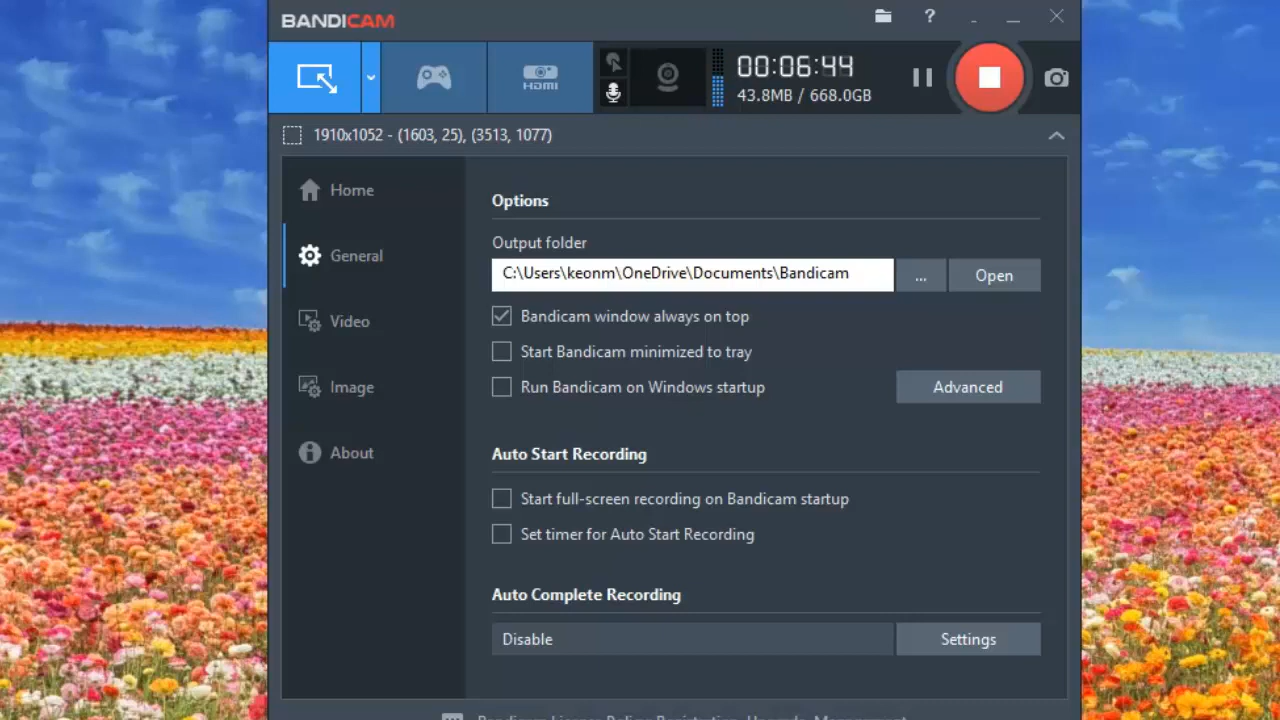 BANDICAM
?
HDMI
00:06:44
43.8MB / 668.0GB
1910x1052 - (1603, 25), (3513, 1077)
Home
General
Video
Image
About
Options
Output folder
C:\Users\keonm\OneDrive\Documents\Bandicam
...
Open
Bandicam window always on top
Start Bandicam minimized to tray
Run Bandicam on Windows startup
Advanced
Auto Start Recording
Start full-screen recording on Bandicam startup
Set timer for Auto Start Recording
Auto Complete Recording
Disable
Settings